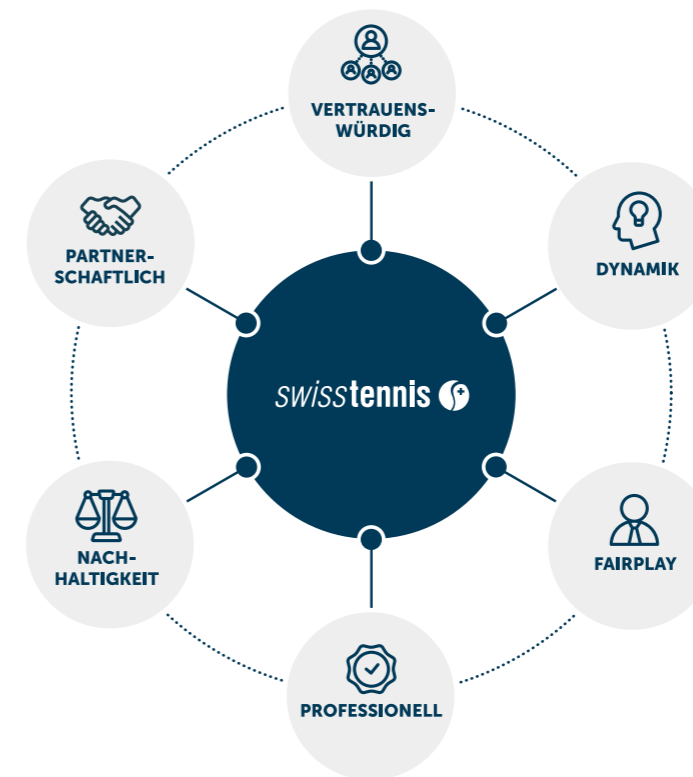 VERTRAUENS-
WÜRDIG
PARTNER-
SCHAFTLICH
DYNAMIK
swisstennis
NACH-
HALTIGKEIT
FAIRPLAY
PROFESSIONELL